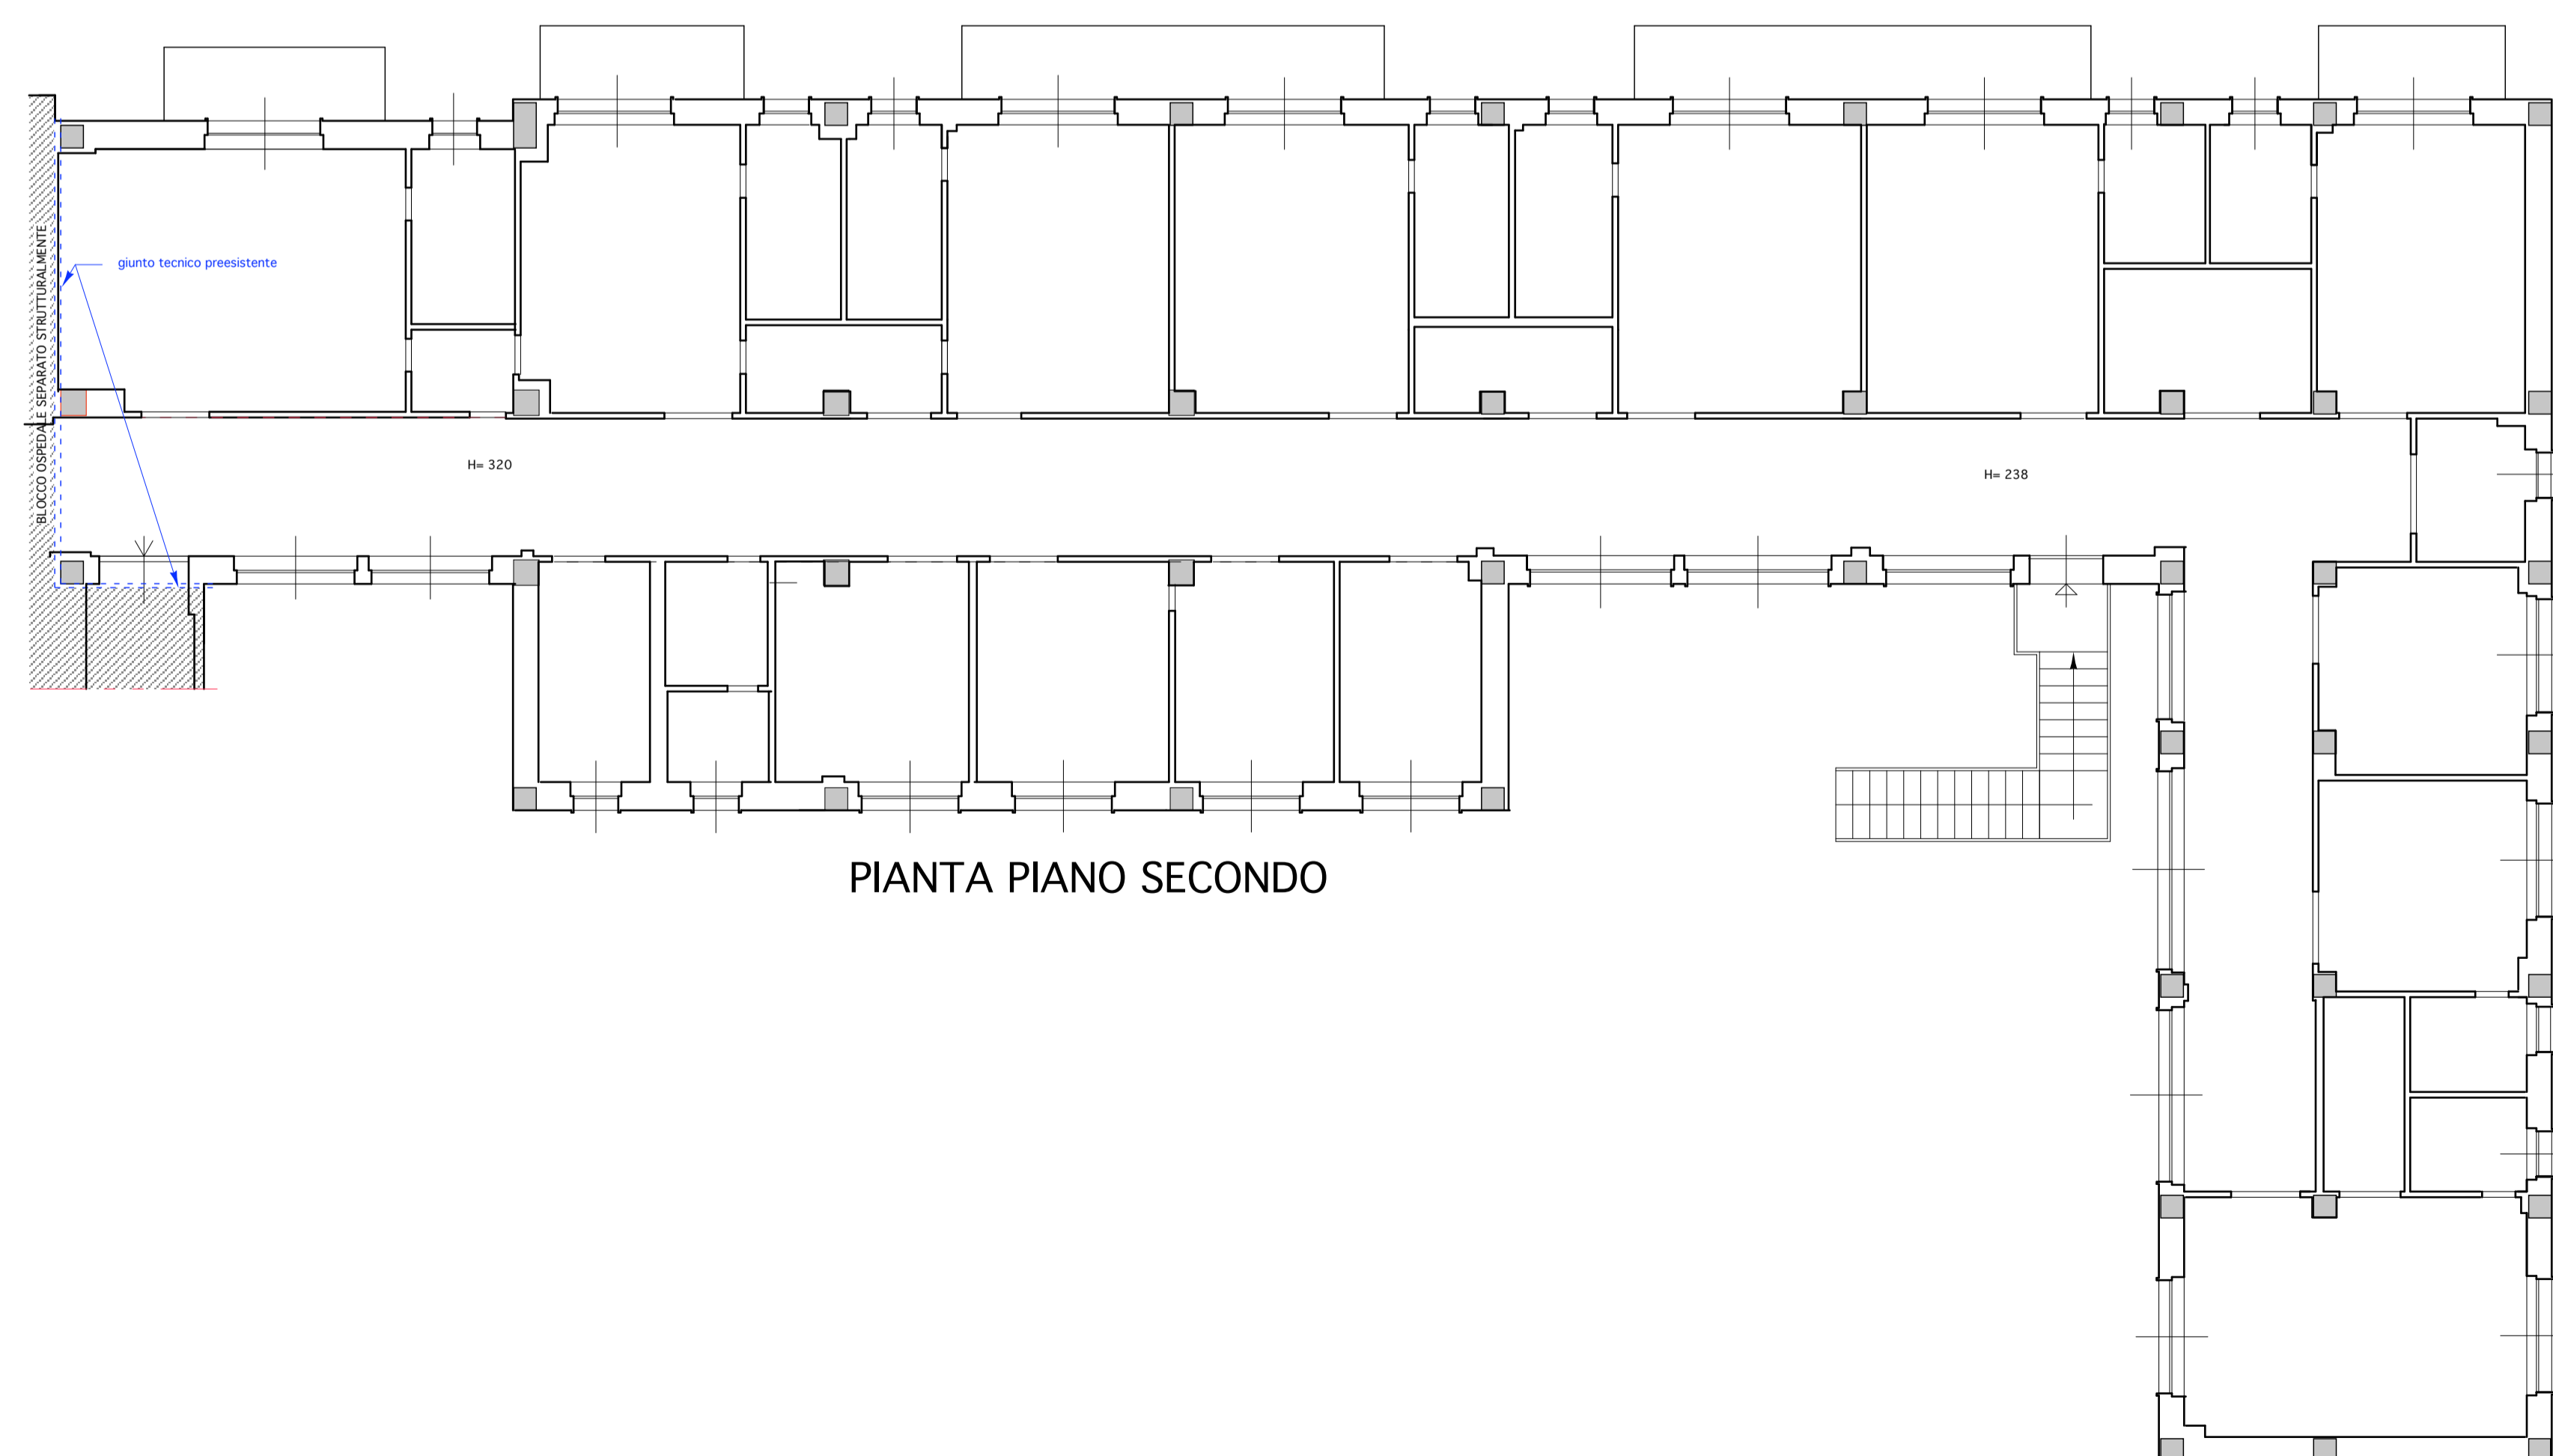 giunto tecnico preesistente
BLOCCO OSPEDALE SEPARATO STRUTTURALMENTE
H= 320
H= 238
PIANTA PIANO SECONDO